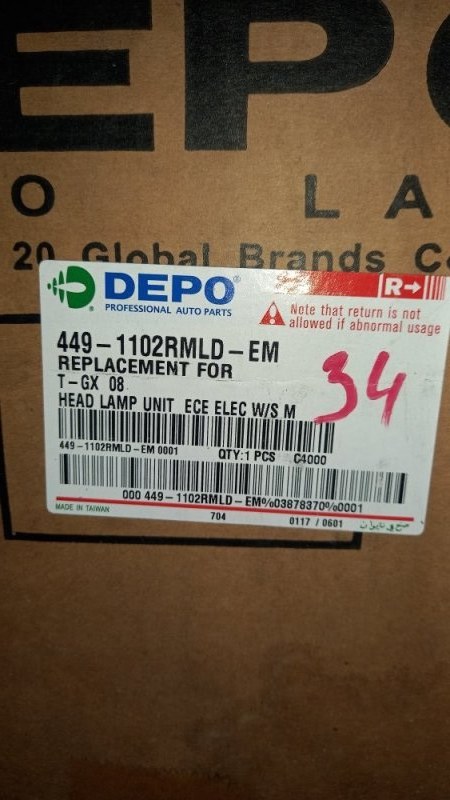 EPO
O LA
20 Global Brands C
DEPO®
PROFESSIONAL AUTO PARTS
R→
Note that return is not
allowed if abnormal usage
449-1102RMLD-EM
REPLACEMENT FOR
T-GX 08
HEAD LAMP UNIT ECE ELEC W/S M
34
449-1102RMLD-EM 0001 QTY:1 PCS C4000
000 449-1102RMLD-EM%03878370%0001
MADE IN TAIWAN
704 0117 / 0601